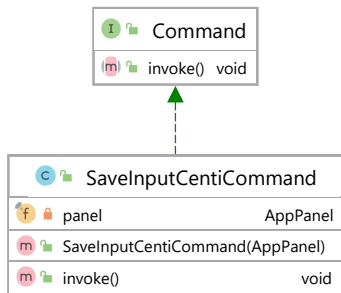 I Command
m invoke() void
C SaveInputCentiCommand
f panel AppPanel
m SaveInputCentiCommand(AppPanel)
m invoke() void